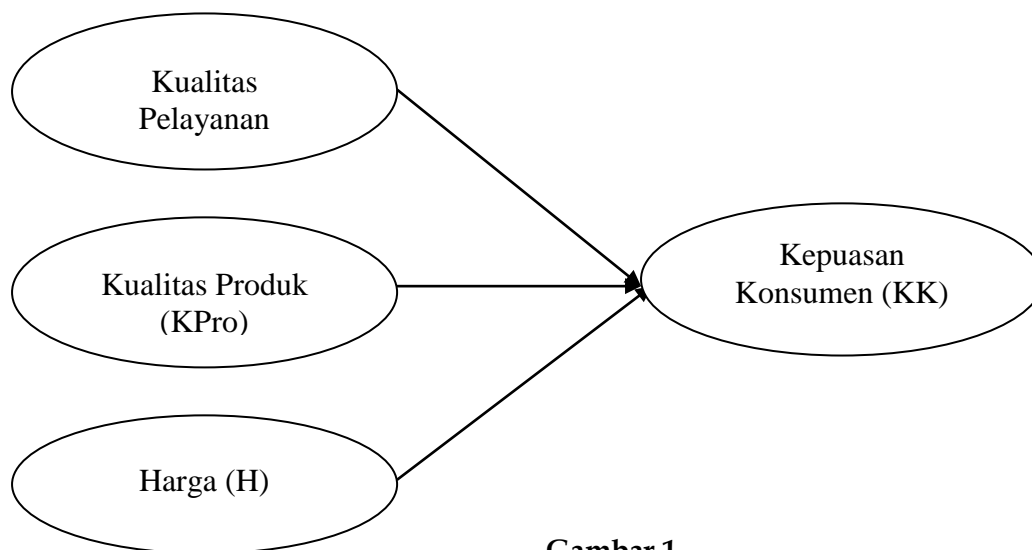 Kualitas
Pelayanan
Kualitas Produk
(KPro)
Harga (H)
Kepuasan
Konsumen (KK)
Gambar 1